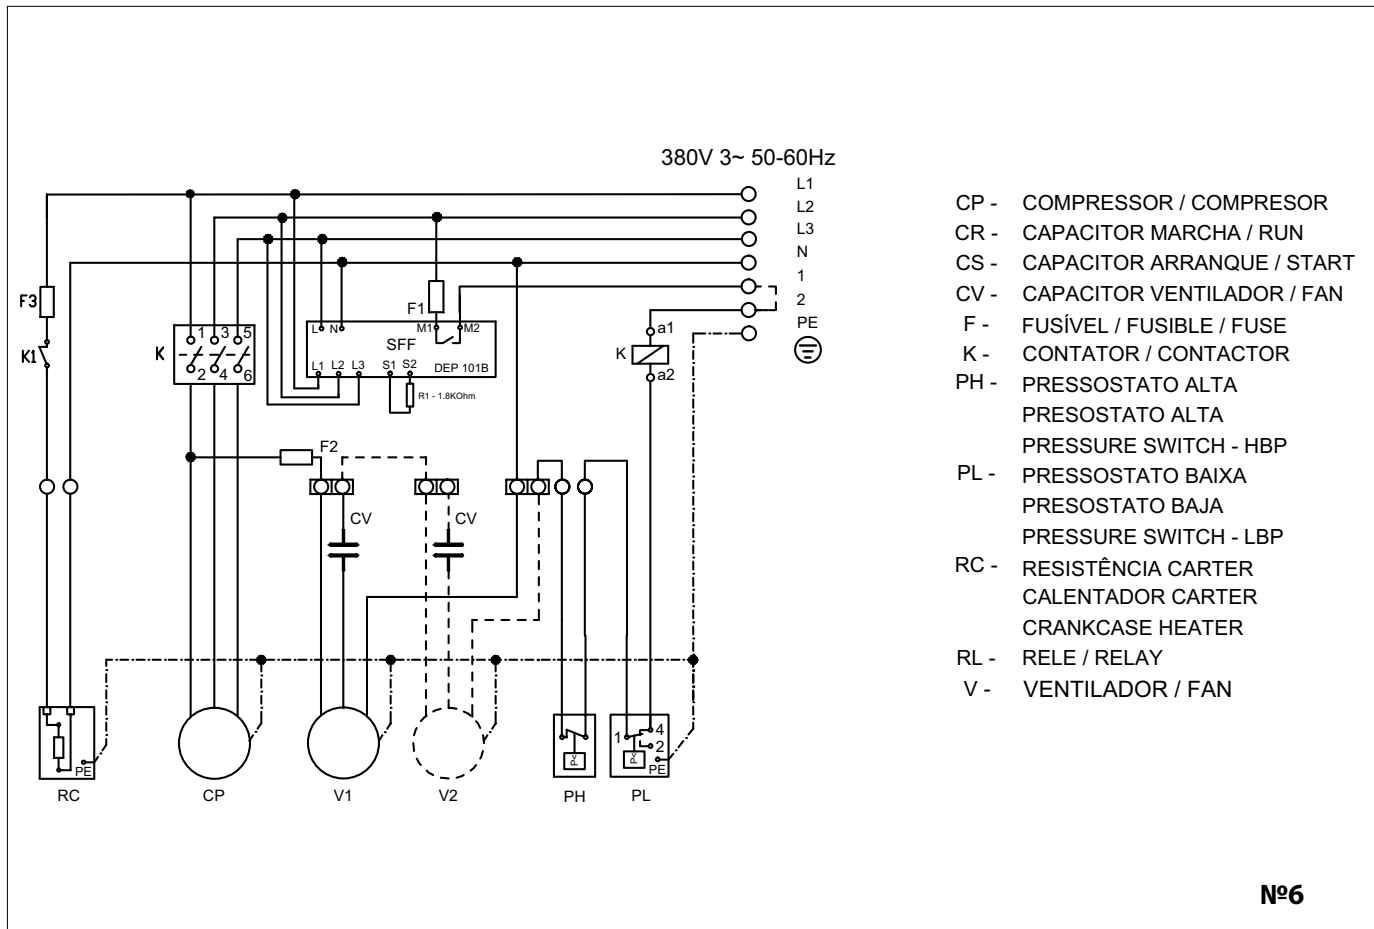 380V 3~ 50-60Hz
L1
L2
L3
N
1
2
PE
F3
K1
K
1 3 5
2 4 6
L N
F1
M1 M2
SFF
DEP 101B
L1 L2 L3 S1 S2
R1 - 1.8KOhm
K
a1
a2
F2
CV
CV
PE
P<
1
4
2
P<
PE
RC
CP
V1
V2
PH
PL
CP - COMPRESSOR / COMPRESOR
CR - CAPACITOR MARCHA / RUN
CS - CAPACITOR ARRANQUE / START
CV - CAPACITOR VENTILADOR / FAN
F - FUSÍVEL / FUSIBLE / FUSE
K - CONTATOR / CONTACTOR
PH - PRESSOSTATO ALTA
PRESOSTATO ALTA
PRESSURE SWITCH - HBP
PL - PRESSOSTATO BAIXA
PRESOSTATO BAJA
PRESSURE SWITCH - LBP
RC - RESISTÊNCIA CARTER
CALENTADOR CARTER
CRANKCASE HEATER
RL - RELE / RELAY
V - VENTILADOR / FAN
Nº6